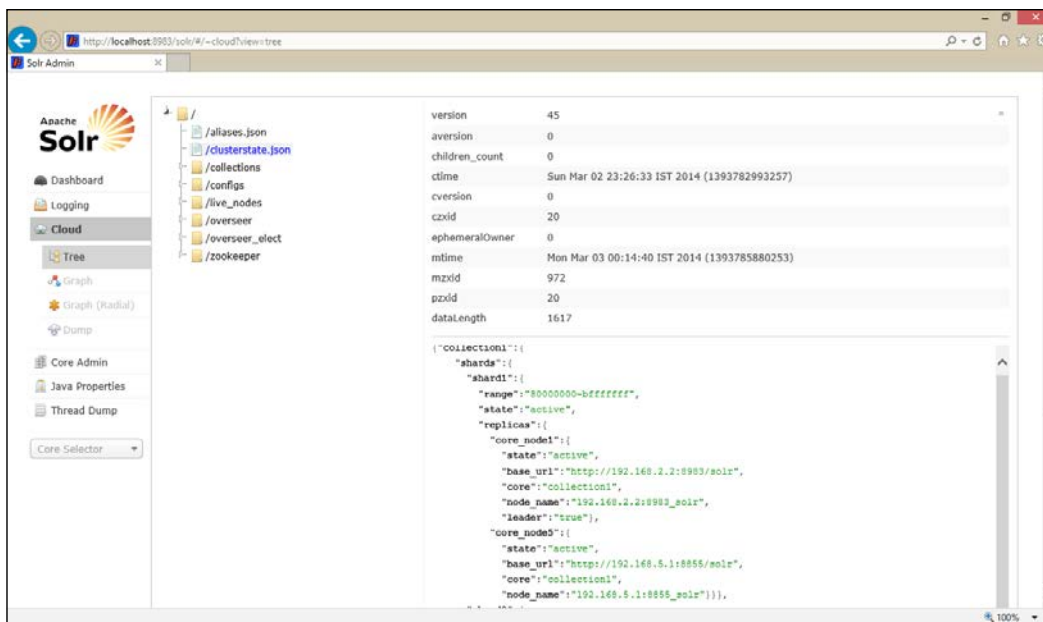 http://localhost:8983/solr/#/~cloud?view=tree
Solr Admin
Apache
Solr
Dashboard
Logging
Cloud
Tree
Graph
Graph (Radial)
Dump
Core Admin
Java Properties
Thread Dump
Core Selector
/
/aliases.json
/clusterstate.json
/collections
/configs
/live_nodes
/overseer
/overseer_elect
/zookeeper
version 45
aversion 0
children_count 0
ctime Sun Mar 02 23:26:33 IST 2014 (1393782993257)
cversion 0
czxid 20
ephemeralOwner 0
mtime Mon Mar 03 00:14:40 IST 2014 (1393785880253)
mzxid 972
pzxid 20
dataLength 1617
{"collection1":{
"shards":{
"shard1":{
"range":"80000000-bfffffff",
"state":"active",
"replicas":{
"core_node1":{
"state":"active",
"base_url":"http://192.168.2.2:8983/solr",
"core":"collection1",
"node_name":"192.168.2.2:8983_solr",
"leader":"true"},
"core_node5":{
"state":"active",
"base_url":"http://192.168.5.1:8855/solr",
"core":"collection1",
"node_name":"192.168.5.1:8855_solr"}}},
100%